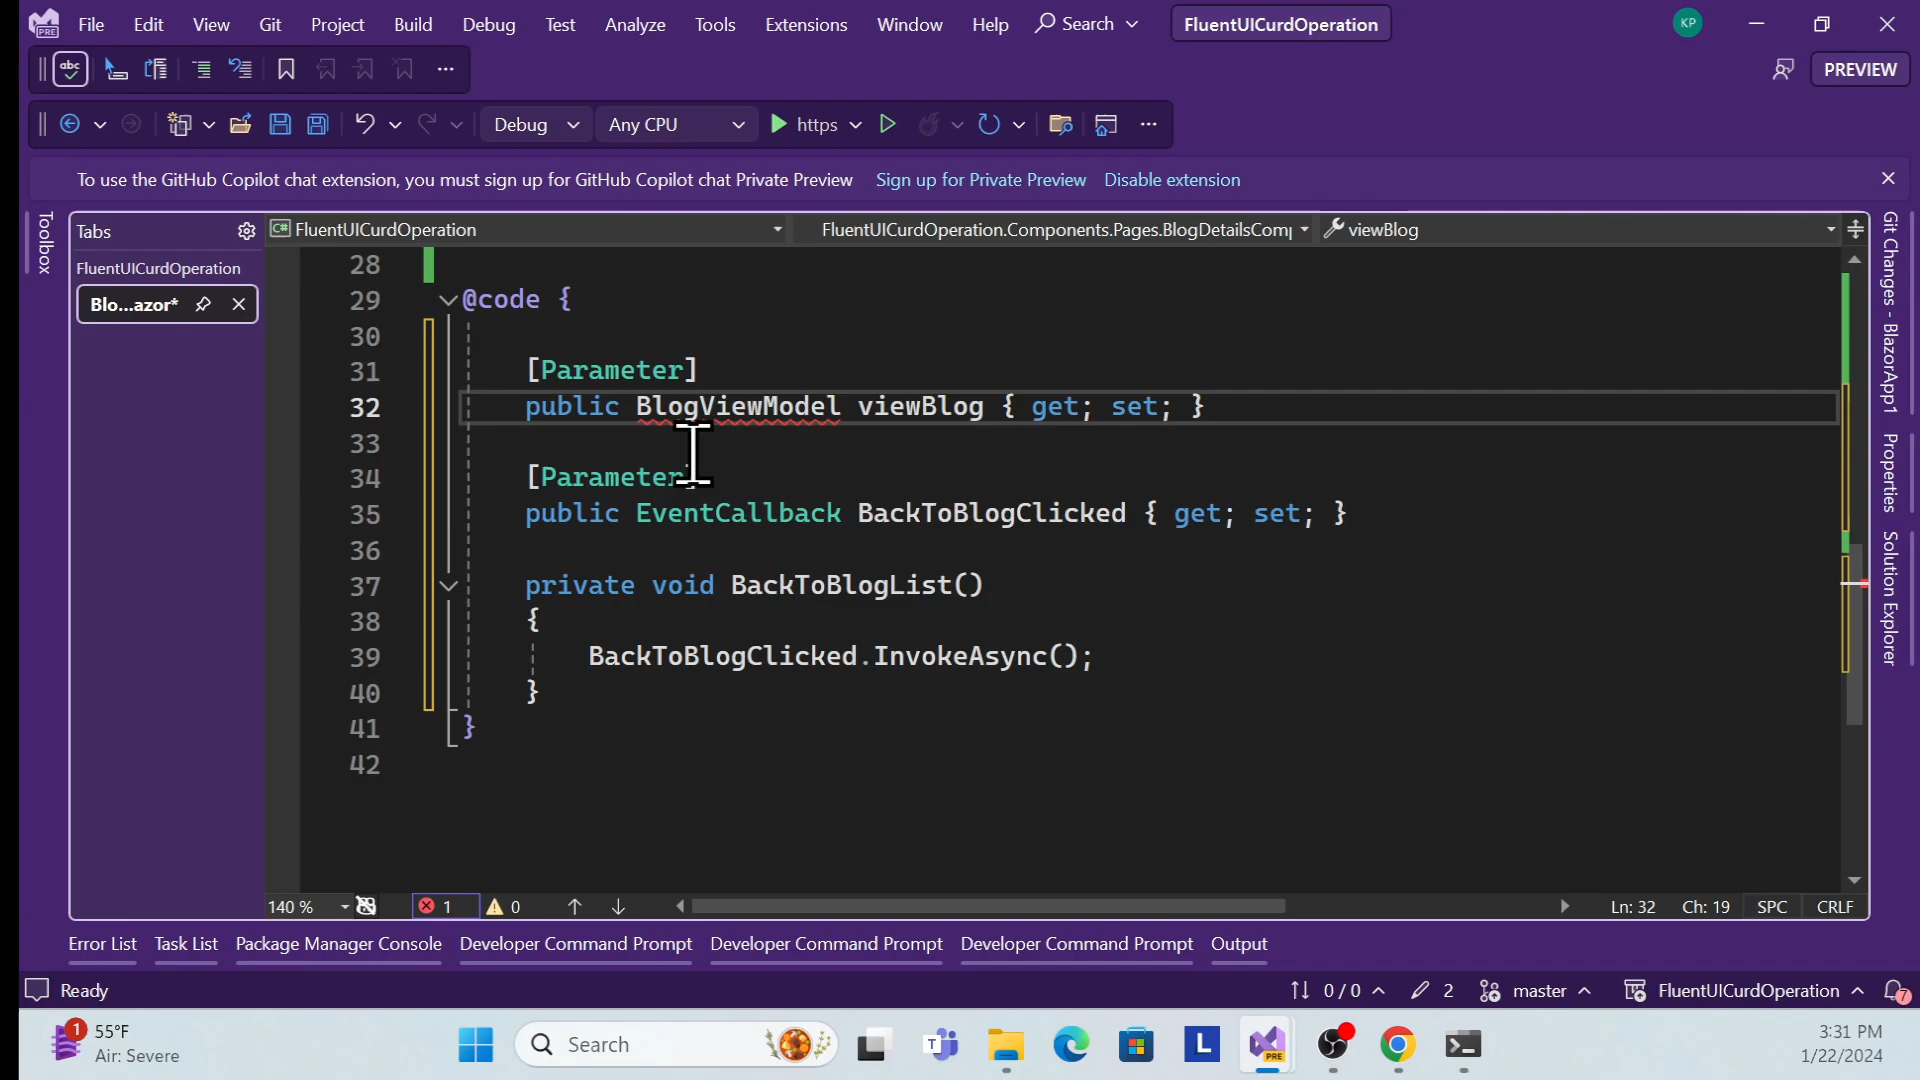 File Edit View Git Project Build Debug Test Analyze Tools Extensions Window Help Search FluentUICurdOperation KP
PRE
abc PREVIEW
Debug Any CPU https
To use the GitHub Copilot chat extension, you must sign up for GitHub Copilot chat Private Preview Sign up for Private Preview Disable extension
Toolbox
Tabs
FluentUICurdOperation
Blo...azor*
C# FluentUICurdOperation FluentUICurdOperation.Components.Pages.BlogDetailsComp viewBlog
28
29 @code {
30
31 [Parameter]
32 public BlogViewModel viewBlog { get; set; }
33
34 [Parameter]
35 public EventCallback BackToBlogClicked { get; set; }
36
37 private void BackToBlogList()
38 {
39 BackToBlogClicked.InvokeAsync();
40 }
41 }
42
Git Changes - BlazorApp1
Properties
Solution Explorer
140 % 1 0 Ln: 32 Ch: 19 SPC CRLF
Error List Task List Package Manager Console Developer Command Prompt Developer Command Prompt Developer Command Prompt Output
Ready 0 / 0 2 master FluentUICurdOperation 7
1 55°F
Air: Severe
Search
T
L
PRE
3:31 PM
1/22/2024